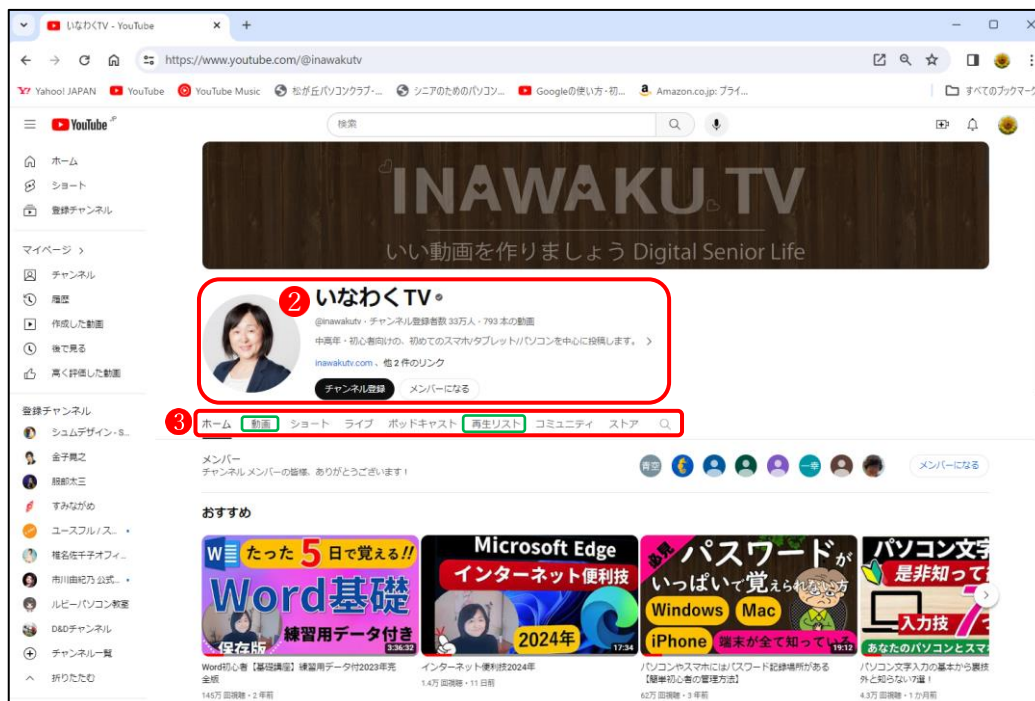 いなわくTV - YouTube
https://www.youtube.com/@inawakutv
Yahoo! JAPAN YouTube YouTube Music 松が丘パソコンクラブ-... シニアのためのパソコン... Googleの使い方・初... Amazon.co.jp: プライ... すべてのブックマーク
YouTube JP
検索
ホーム
ショート
登録チャンネル
マイページ >
チャンネル
履歴
作成した動画
後で見る
高く評価した動画
登録チャンネル
シュムデザイン - S...
金子晃之
服部太三
すみながめ
ユースフル / ス...
椎名佐千子オフィ...
市川由紀乃 公式...
ルビーパソコン教室
D&Dチャンネル
チャンネル一覧
折りたたむ
INAWAKU TV
いい動画を作りましょう Digital Senior Life
2 いなわくTV
@inawakutv・チャンネル登録者数 33万人・793 本の動画
中高年・初心者向けの、初めてのスマホ/タブレット/パソコンを中心に投稿します。 >
inawakutv.com、他 2 件のリンク
チャンネル登録 メンバーになる
3 ホーム 動画 ショート ライブ ポッドキャスト 再生リスト コミュニティ ストア
メンバー
チャンネル メンバーの皆様、ありがとうございます！
青空 一幸 メンバーになる
おすすめ
W たった5日で覚える!!
Word基礎
練習用データ付き
保存版
3:36:32
Word初心者【基礎講座】練習用データ付2023年完
全版
145万 回視聴・2 年前
Microsoft Edge
インターネット便利技
2024年
17:34
インターネット便利技2024年
1.4万 回視聴・11 日前
必見 パスワードが
いっぱいで覚えられない方
Windows Mac
iPhone 端末が全て知っている
19:12
パソコンやスマホにはパスワード記録場所がある
【簡単初心者の管理方法】
62万 回視聴・3 年前
パソコン文字
是非知って
入力技 7つ
あなたのパソコンとスマ
パソコン文字入力の基本から裏技
外と知らない7選！
4.3万 回視聴・1 か月前